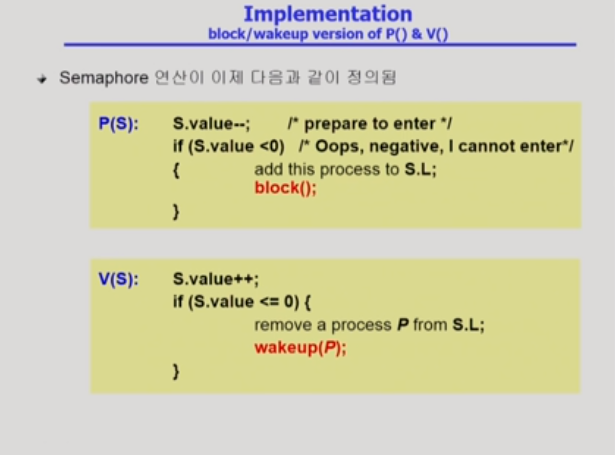 Implementation
block/wakeup version of P() & V()
Semaphore 연산이 이제 다음과 같이 정의됨
P(S): S.value--; /* prepare to enter */
if (S.value <0) /* Oops, negative, I cannot enter*/
{ add this process to S.L;
block();
}
V(S): S.value++;
if (S.value <= 0) {
remove a process P from S.L;
wakeup(P);
}